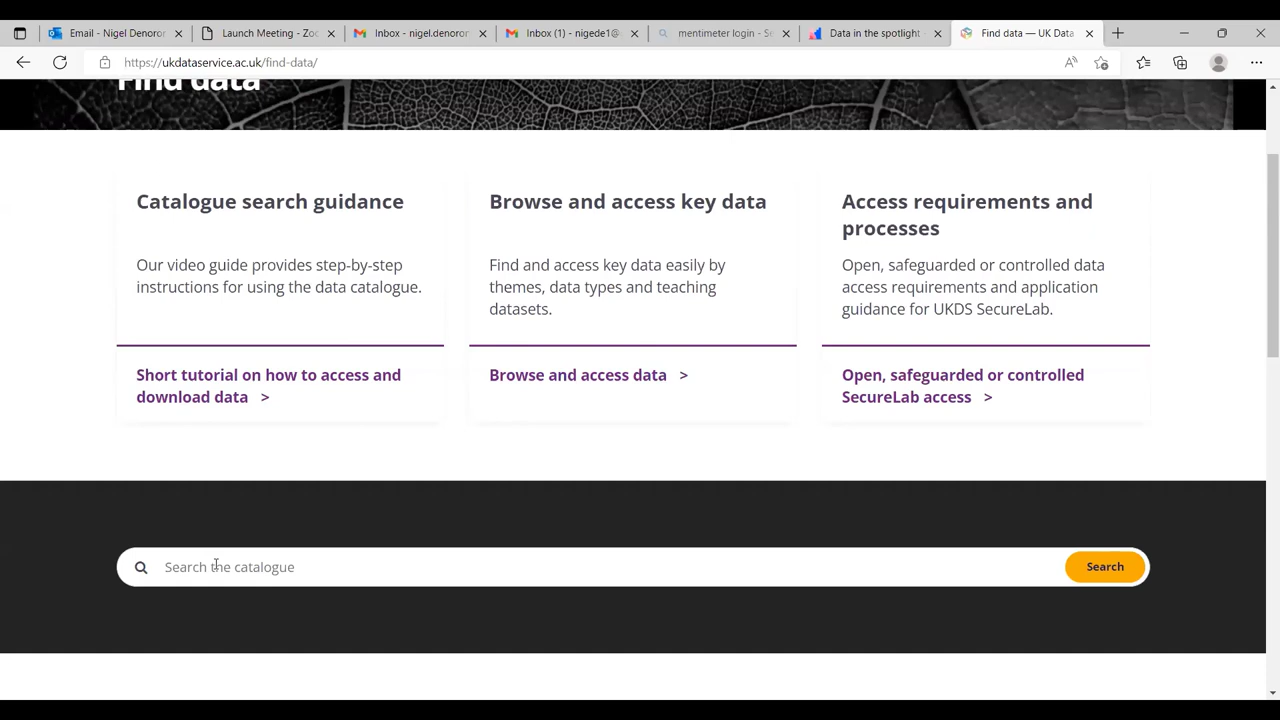 Email - Nigel Denoror
Launch Meeting - Zoo
Inbox - nigel.denoron
Inbox (1) - nigede1@
mentimeter login - Se
Data in the spotlight
Find data — UK Data
https://ukdataservice.ac.uk/find-data/
Find data
Catalogue search guidance
Our video guide provides step-by-step
instructions for using the data catalogue.
Short tutorial on how to access and
download data >
Browse and access key data
Find and access key data easily by
themes, data types and teaching
datasets.
Browse and access data >
Access requirements and
processes
Open, safeguarded or controlled data
access requirements and application
guidance for UKDS SecureLab.
Open, safeguarded or controlled
SecureLab access >
Search the catalogue
Search